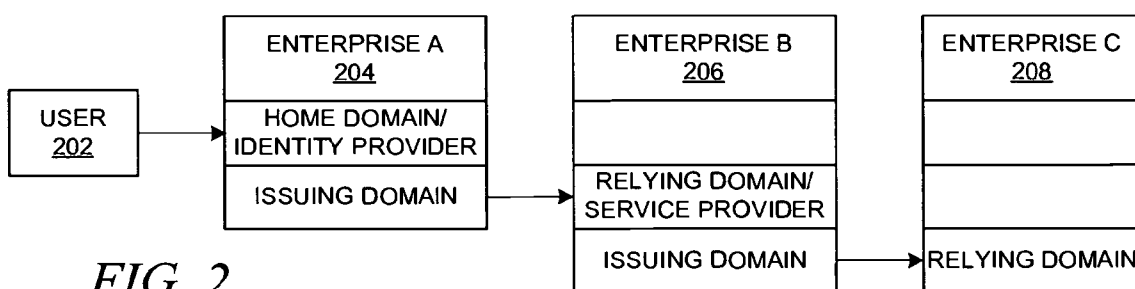 USER
202
ENTERPRISE A
204
HOME DOMAIN/
IDENTITY PROVIDER
ISSUING DOMAIN
ENTERPRISE B
206
RELYING DOMAIN/
SERVICE PROVIDER
ISSUING DOMAIN
ENTERPRISE C
208
RELYING DOMAIN
FIG. 2